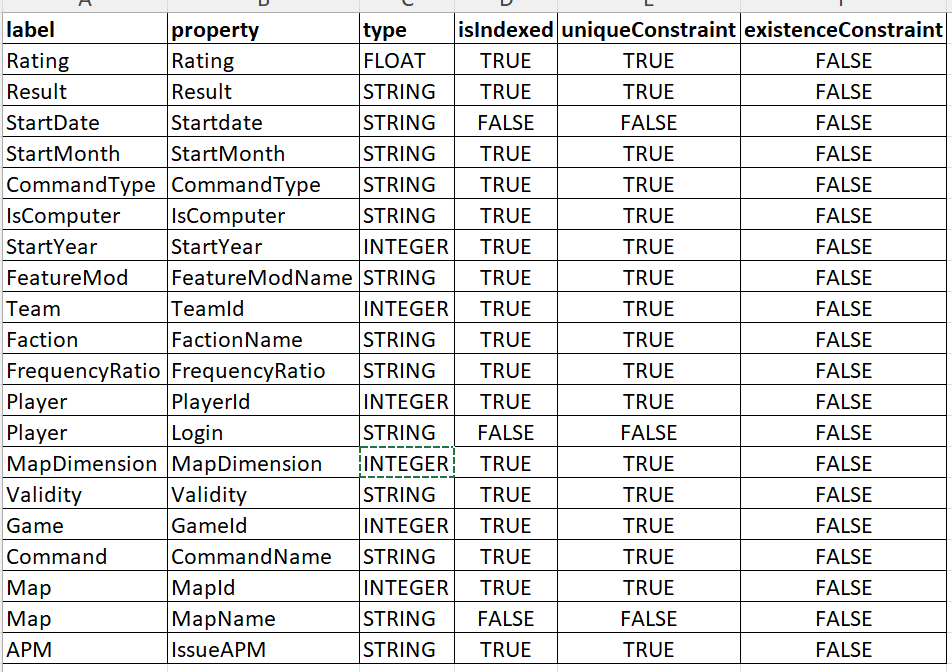 label property type isIndexed uniqueConstraint existenceConstraint
Rating Rating FLOAT TRUE TRUE FALSE
Result Result STRING TRUE TRUE FALSE
StartDate Startdate STRING FALSE FALSE FALSE
StartMonth StartMonth STRING TRUE TRUE FALSE
CommandType CommandType STRING TRUE TRUE FALSE
IsComputer IsComputer STRING TRUE TRUE FALSE
StartYear StartYear INTEGER TRUE TRUE FALSE
FeatureMod FeatureModName STRING TRUE TRUE FALSE
Team TeamId INTEGER TRUE TRUE FALSE
Faction FactionName STRING TRUE TRUE FALSE
FrequencyRatio FrequencyRatio STRING TRUE TRUE FALSE
Player PlayerId INTEGER TRUE TRUE FALSE
Player Login STRING FALSE FALSE FALSE
MapDimension MapDimension INTEGER TRUE TRUE FALSE
Validity Validity STRING TRUE TRUE FALSE
Game GameId INTEGER TRUE TRUE FALSE
Command CommandName STRING TRUE TRUE FALSE
Map MapId INTEGER TRUE TRUE FALSE
Map MapName STRING FALSE FALSE FALSE
APM IssueAPM STRING TRUE TRUE FALSE